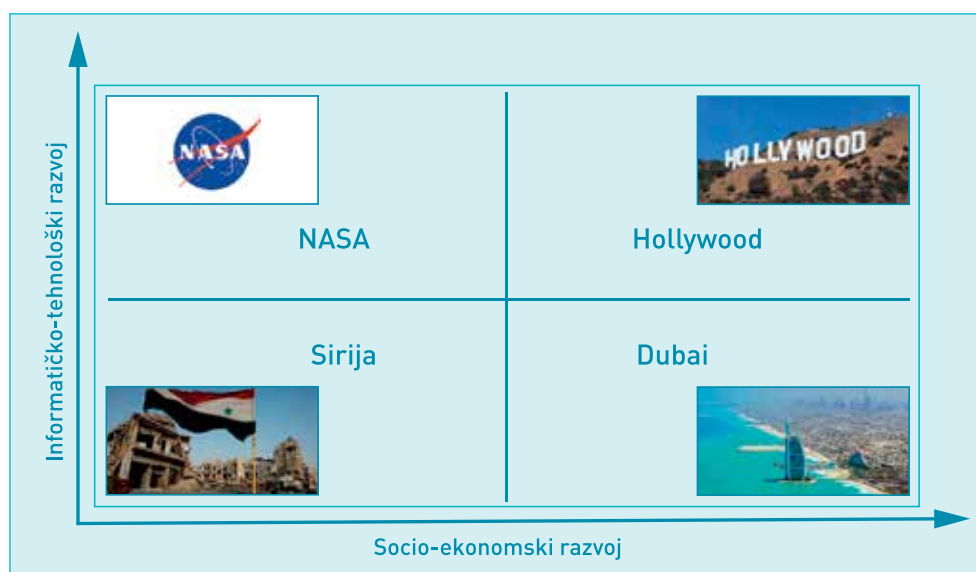 Informatičko-tehnološki razvoj
NASA
HOLLYWOOD
NASA
Hollywood
Sirija
Dubai
Socio-ekonomski razvoj